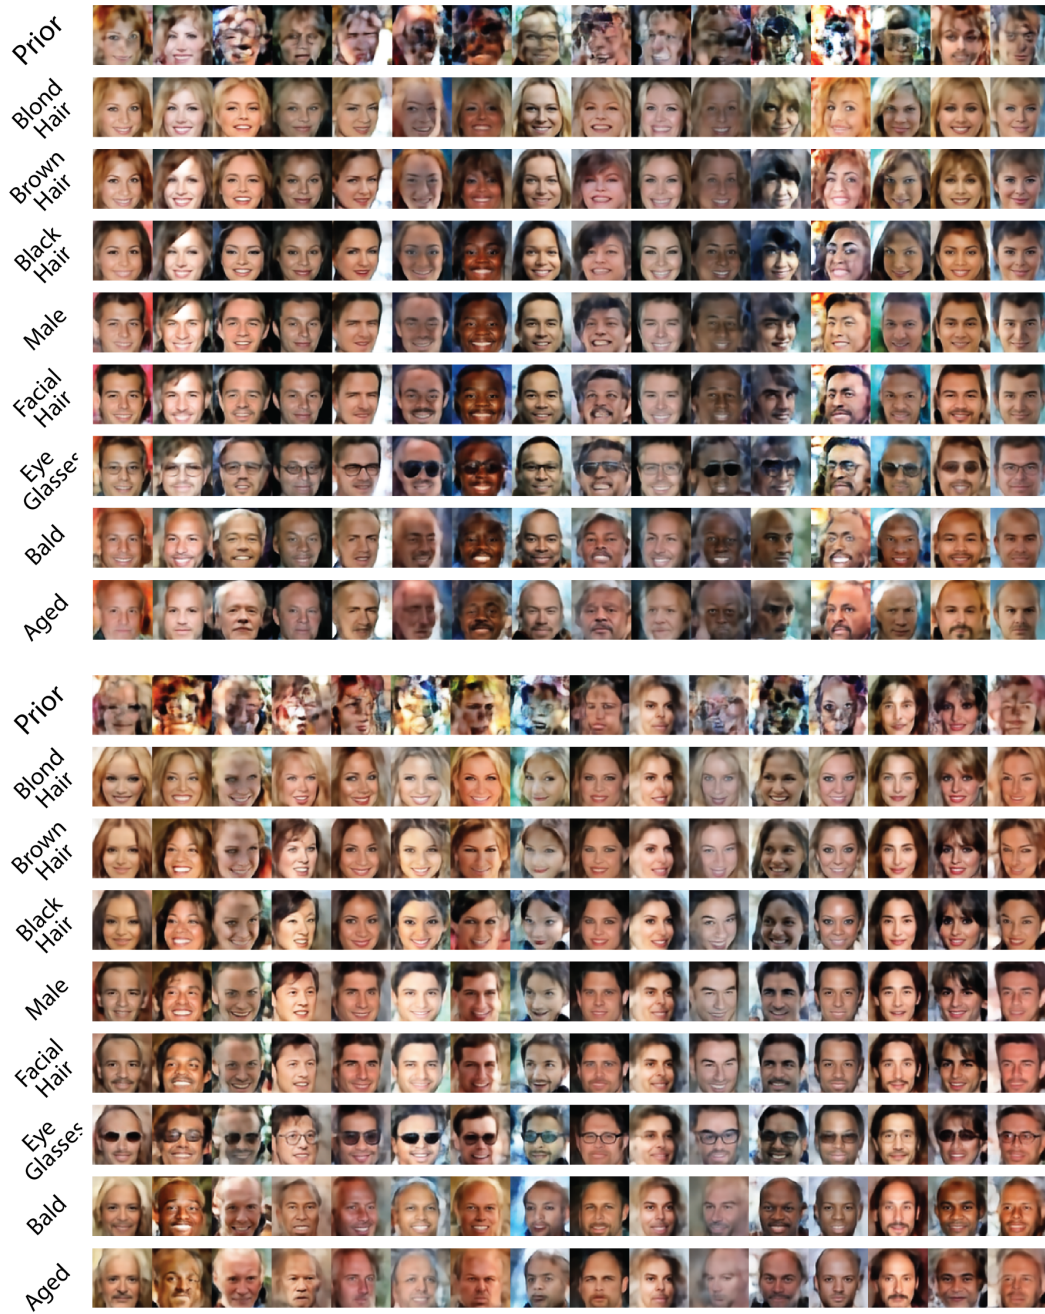 Prior
Blond
Hair
Brown
Hair
Black
Hair
Male
Facial
Hair
Eye
Glasses
Bald
Aged
Prior
Blond
Hair
Brown
Hair
Black
Hair
Male
Facial
Hair
Eye
Glasses
Bald
Aged